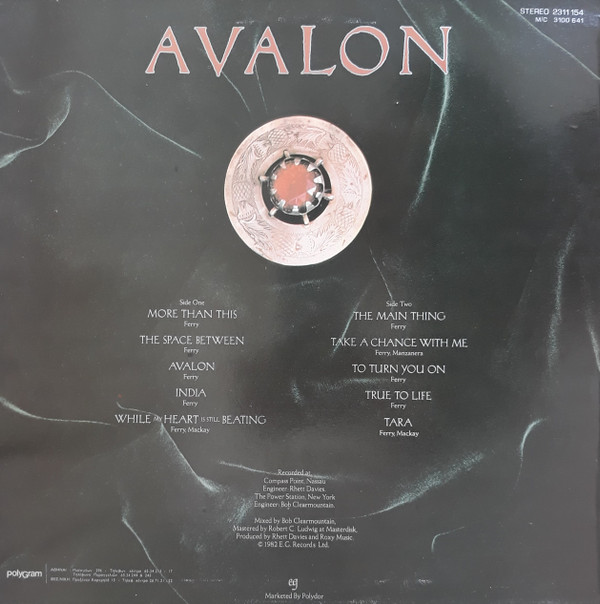 STEREO 2311 154
M/C 3100 641
AVALON
Side One
MORE THAN THIS
Ferry
THE SPACE BETWEEN
Ferry
AVALON
Ferry
INDIA
Ferry
WHILE MY HEART IS STILL BEATING
Ferry, Mackay
Side Two
THE MAIN THING
Ferry
TAKE A CHANCE WITH ME
Ferry, Manzanera
TO TURN YOU ON
Ferry
TRUE TO LIFE
Ferry
TARA
Ferry, Mackay
Recorded at
Compass Point, Nassau
Engineer: Rhett Davies.
The Power Station, New York
Engineer: Bob Clearmountain.
Mixed by Bob Clearmountain,
Mastered by Robert C. Ludwig at Masterdisk,
Produced by Rhett Davies and Roxy Music.
© 1982 E.G. Records Ltd.
polyGram
eg
Marketed By Polydor